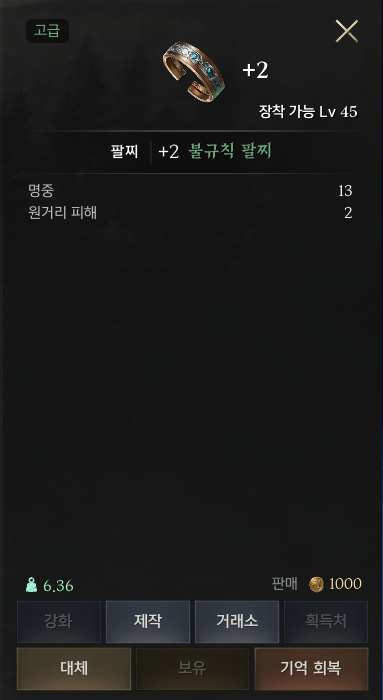 고급
+2
장착 가능 Lv 45
팔찌 +2 불규칙 팔찌
명중 13
원거리 피해 2
6.36 판매 1000
강화 제작 거래소 획득처
대체 보유 기억 회복